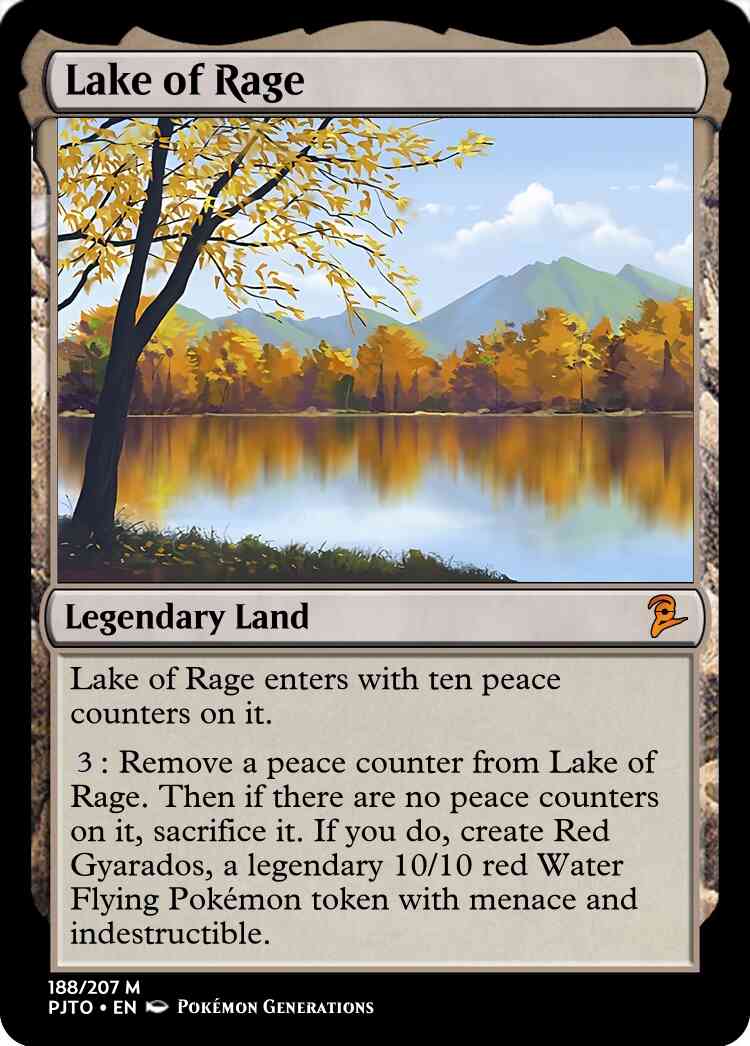 Lake of Rage
Legendary Land
Lake of Rage enters with ten peace
counters on it.
3 : Remove a peace counter from Lake of
Rage. Then if there are no peace counters
on it, sacrifice it. If you do, create Red
Gyarados, a legendary 10/10 red Water
Flying Pokémon token with menace and
indestructible.
188/207 M
PJTO • EN Pokémon Generations